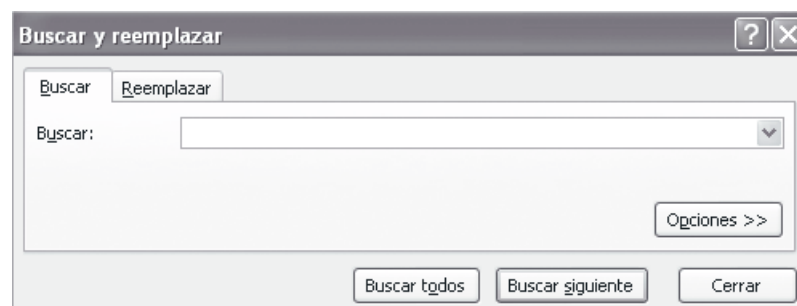 Buscar y reemplazar ?
Buscar Reemplazar
Buscar:
Opciones >>
Buscar todos Buscar siguiente Cerrar